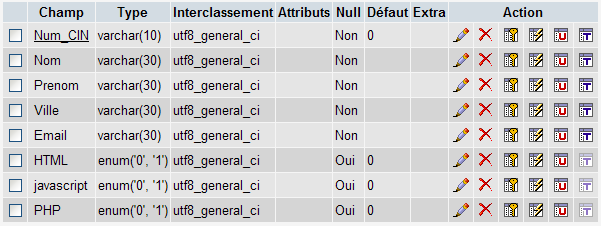 Champ Type Interclassement Attributs Null Défaut Extra Action
Num_CIN varchar(10) utf8_general_ci Non 0
Nom varchar(30) utf8_general_ci Non
Prenom varchar(30) utf8_general_ci Non
Ville varchar(30) utf8_general_ci Non
Email varchar(30) utf8_general_ci Non
HTML enum('0', '1') utf8_general_ci Oui 0
javascript enum('0', '1') utf8_general_ci Oui 0
PHP enum('0', '1') utf8_general_ci Oui 0